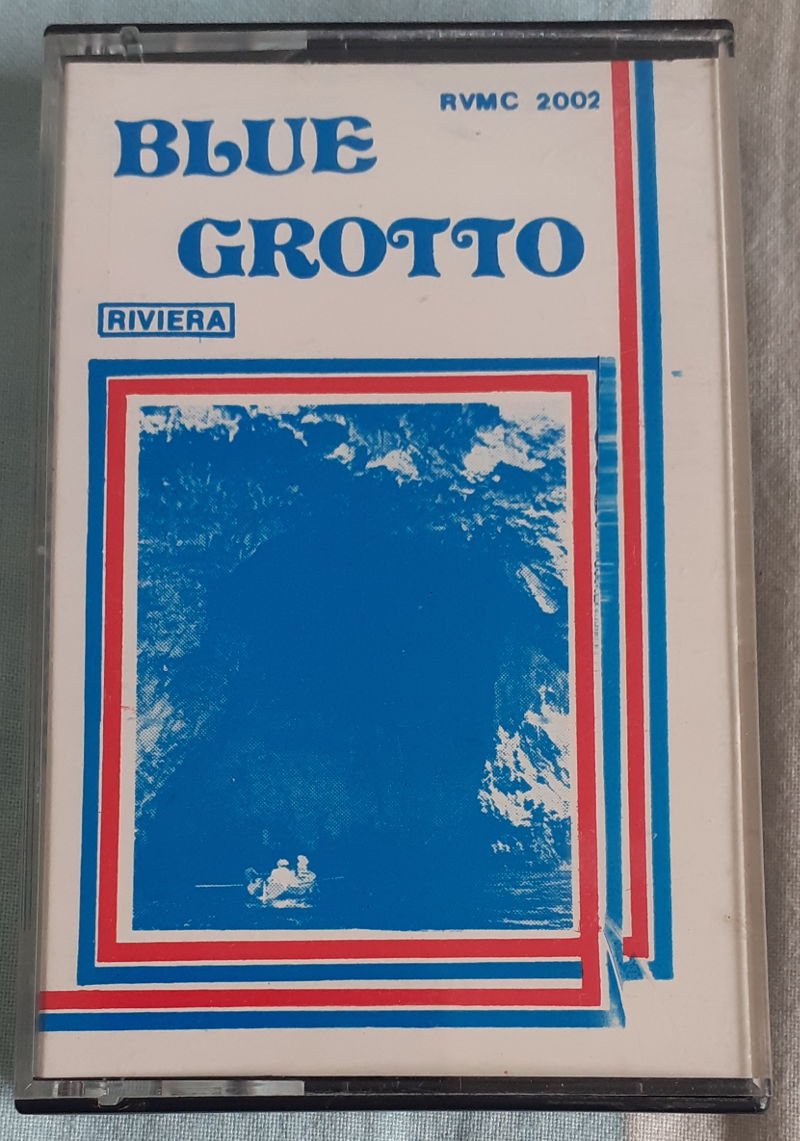 RVMC 2002
BLUE
GROTTO
RIVIERA